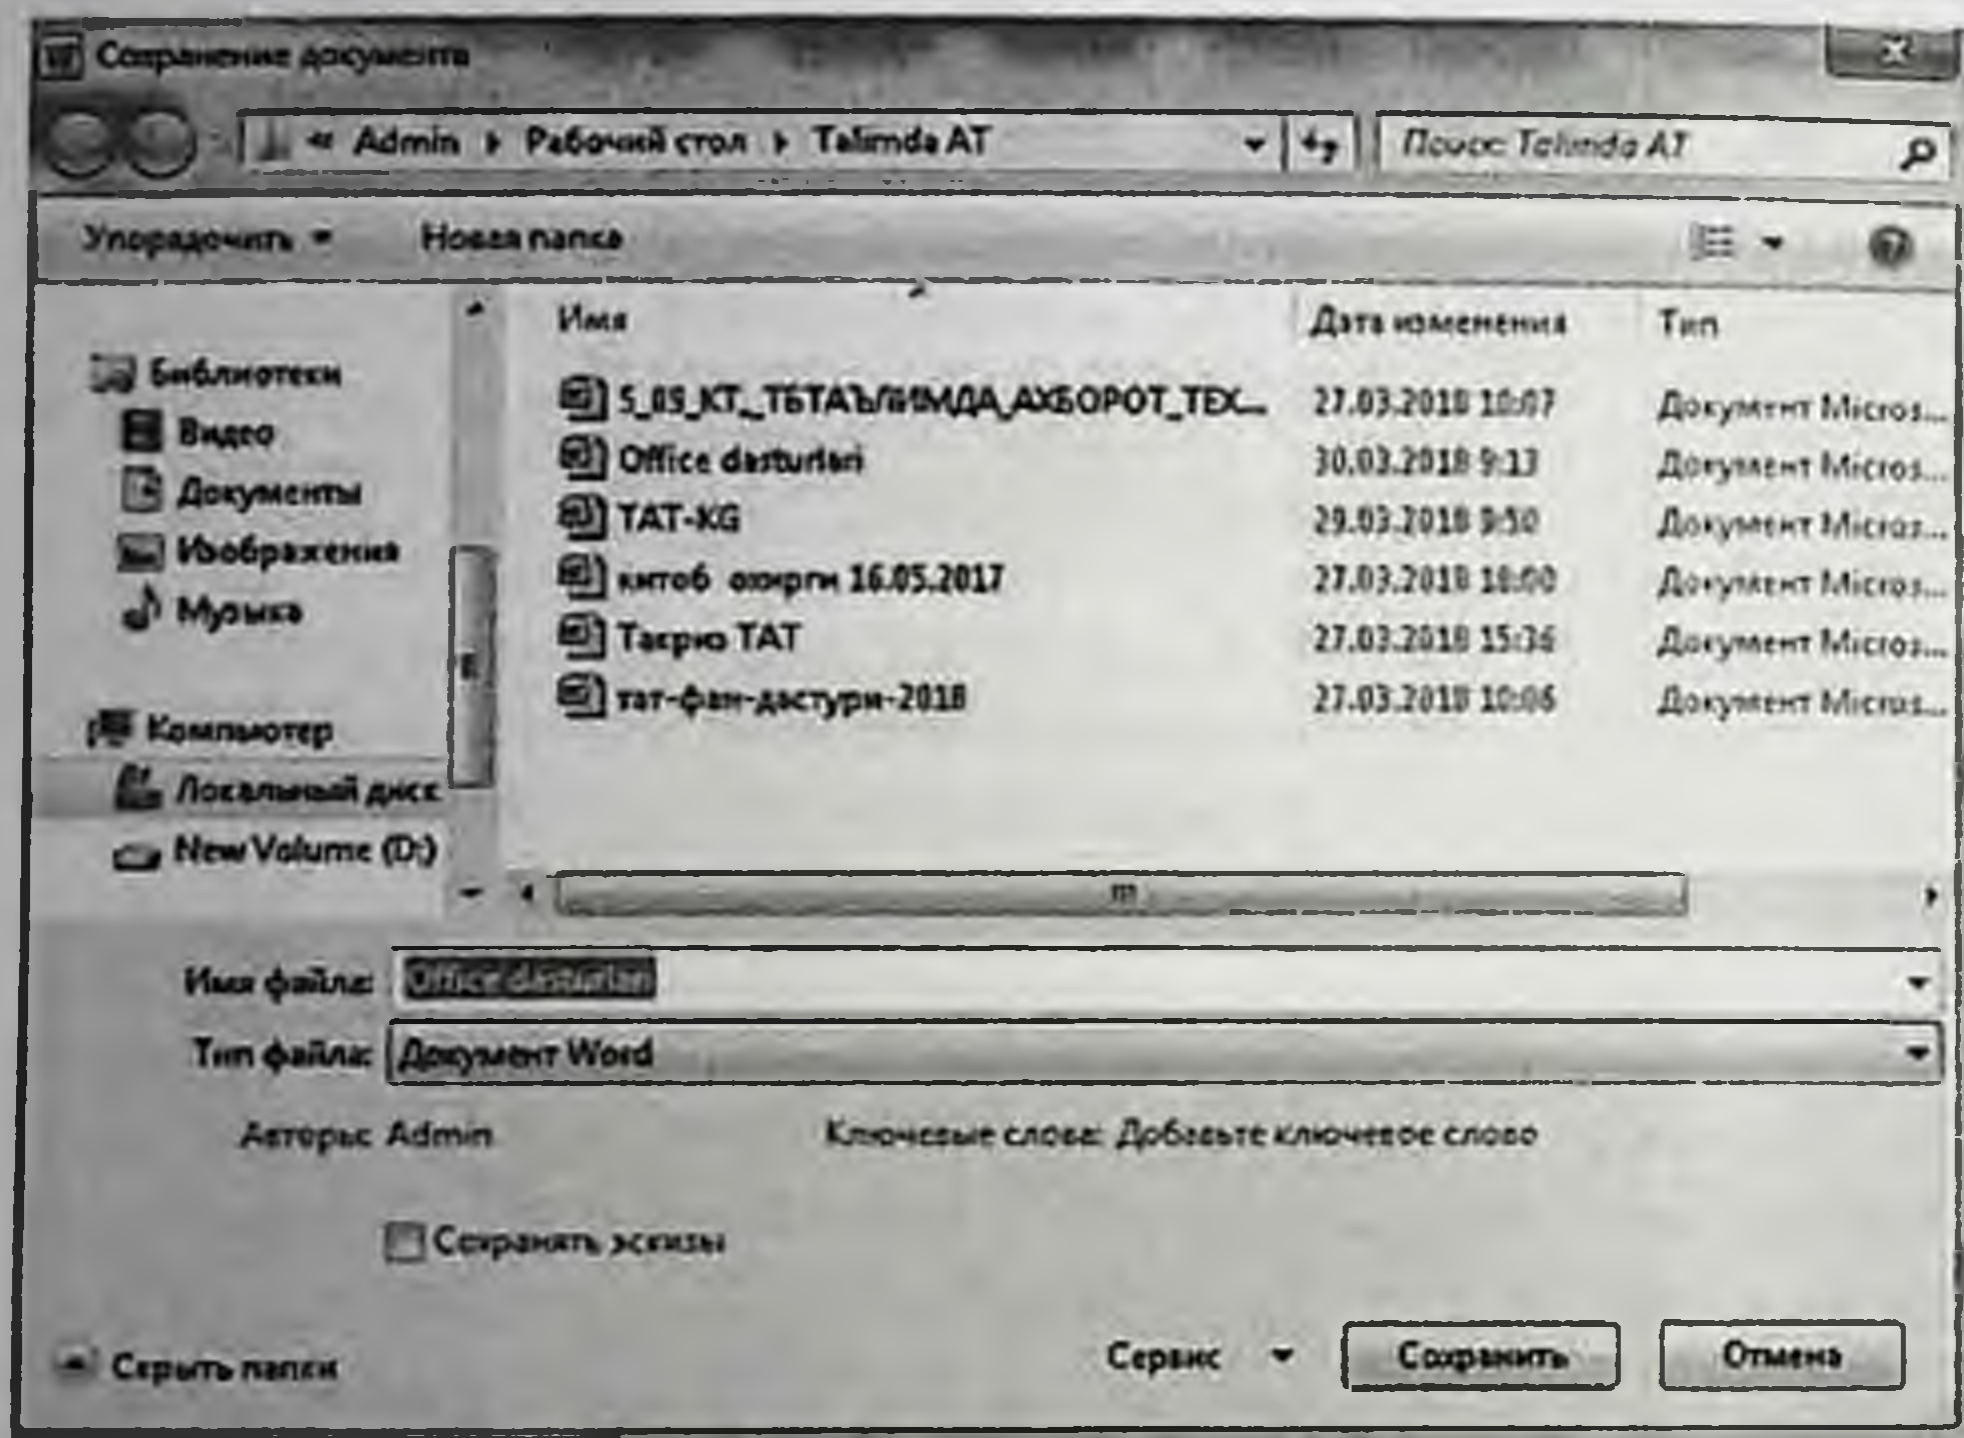 Сохранение документа
« Admin ▸ Рабочий стол ▸ Talimda AT
Поиск: Talimda AT
Упорядочить Новая папка
Имя Дата изменения Тип
Библиотеки
Видео
Документы
Изображения
Музыка
Компьютер
Локальный диск
New Volume (D:)
5_89_КТ_ТБТАЪЛИМДА_АХБОРОТ_ТЕХ... 27.03.2018 10:07 Документ Micros...
Office dasturlari 30.03.2018 9:13 Документ Micros...
TAT-KG 29.03.2018 9:50 Документ Micros...
китоб охирги 16.05.2017 27.03.2018 18:00 Документ Micros...
ТАТ 27.03.2018 15:36 Документ Micros...
тат-фан-дастури-2018 27.03.2018 10:06 Документ Micros...
Имя файла: Office dasturlari
Тип файла: Документ Word
Авторы: Admin Ключевые слова: Добавьте ключевое слово
Сохранять эскизы
Скрыть папки Сервис Сохранить Отмена